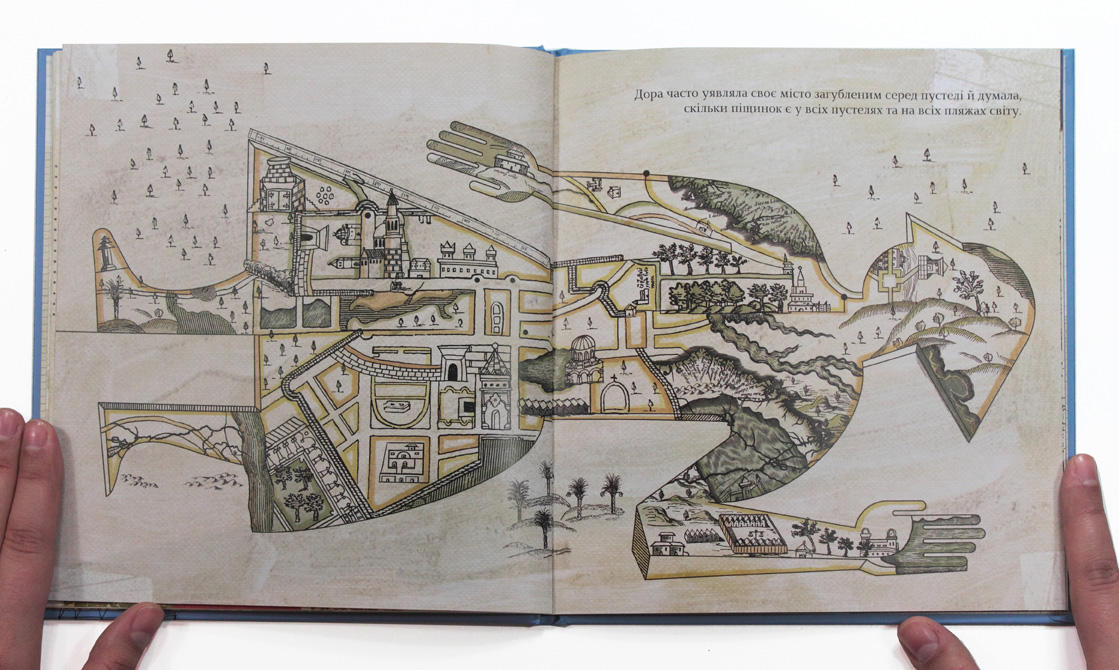 Дора часто уявляла своє місто загубленим серед пустелі й думала,
скільки піщинок є у всіх пустелях та на всіх пляжах світу.